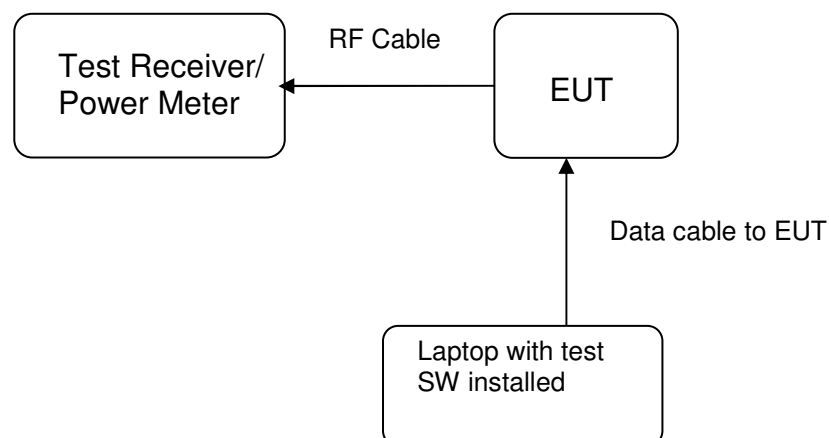 RF Cable
Test Receiver/
Power Meter
EUT
Data cable to EUT
Laptop with test
SW installed